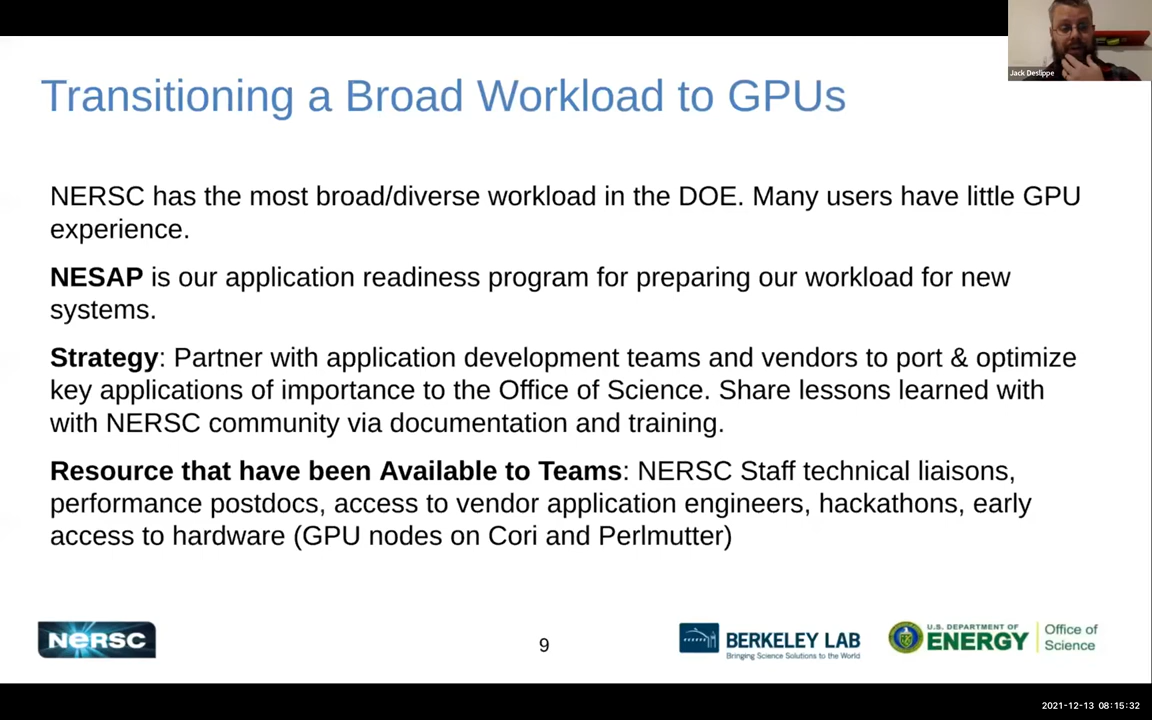 Jack Deslippe
Transitioning a Broad Workload to GPUs
NERSC has the most broad/diverse workload in the DOE. Many users have little GPU
experience.
NESAP is our application readiness program for preparing our workload for new
systems.
Strategy: Partner with application development teams and vendors to port & optimize
key applications of importance to the Office of Science. Share lessons learned with
with NERSC community via documentation and training.
Resource that have been Available to Teams: NERSC Staff technical liaisons,
performance postdocs, access to vendor application engineers, hackathons, early
access to hardware (GPU nodes on Cori and Perlmutter)
NERSC
9
BERKELEY LAB
Bringing Science Solutions to the World
U.S. DEPARTMENT OF
ENERGY
Office of
Science
2021-12-13 08:15:32